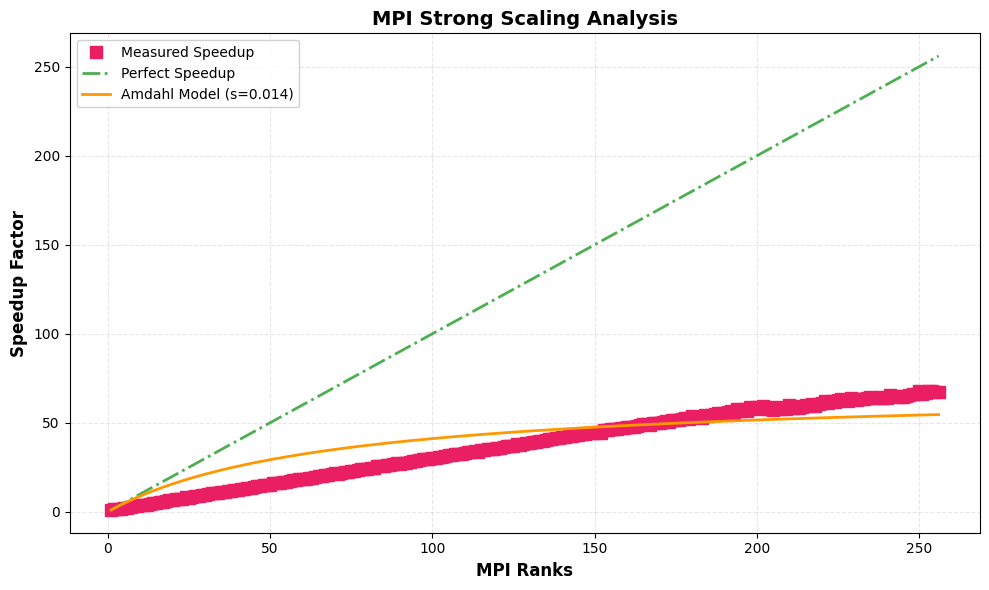 MPI Strong Scaling Analysis
Measured Speedup
Perfect Speedup
Amdahl Model (s=0.014)
Speedup Factor
250
200
150
100
50
0
0 50 100 150 200 250
MPI Ranks